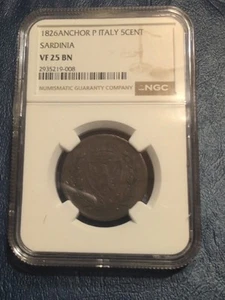 1826ANCHOR P ITALY 5CENT
SARDINIA
VF 25 BN
2935219-008
NUMISMATIC GUARANTY COMPANY
NGC